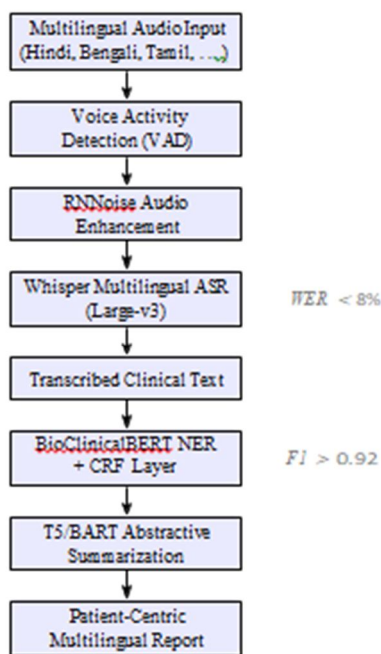 Multilingual Audio Input
(Hindi, Bengali, Tamil, ...,)
Voice Activity
Detection (VAD)
RNNoise Audio
Enhancement
Whisper Multilingual ASR
(Large-v3)
WER < 8%
Transcribed Clinical Text
BioClinicalBERT NER
+ CRF Layer
F1 > 0.92
T5/BART Abstractive
Summarization
Patient-Centric
Multilingual Report